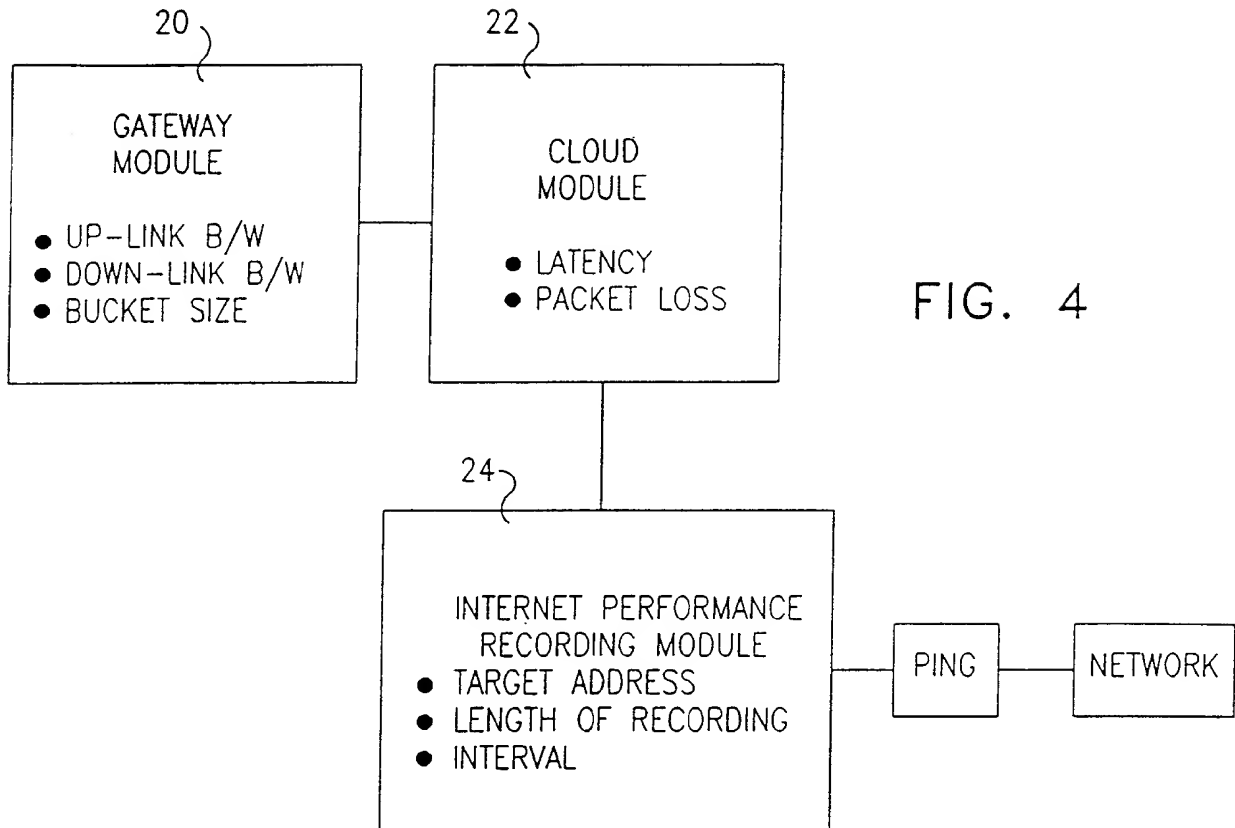 20
22
GATEWAY
MODULE
● UP-LINK B/W
● DOWN-LINK B/W
● BUCKET SIZE
CLOUD
MODULE
● LATENCY
● PACKET LOSS
FIG. 4
24
INTERNET PERFORMANCE
RECORDING MODULE
● TARGET ADDRESS
● LENGTH OF RECORDING
● INTERVAL
PING
NETWORK